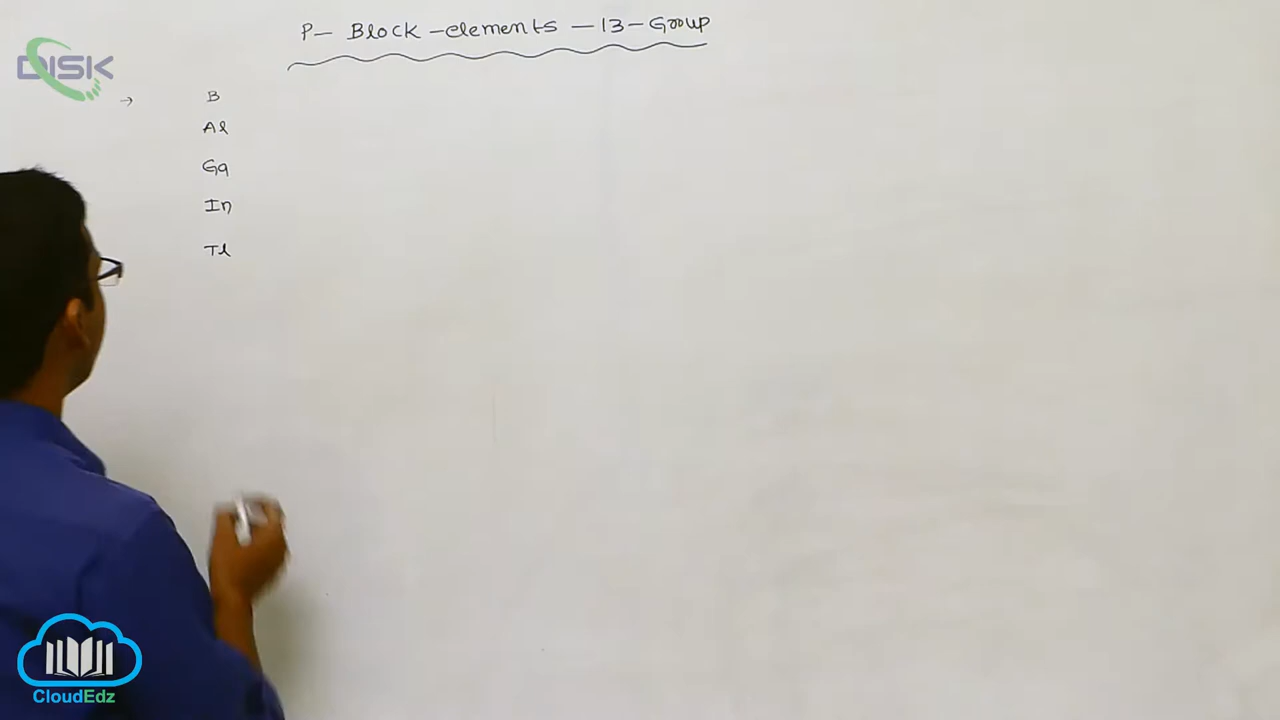 P- Block -elements -13-Group
DISK
→ B
Al
Ga
In
Tl
CloudEdz